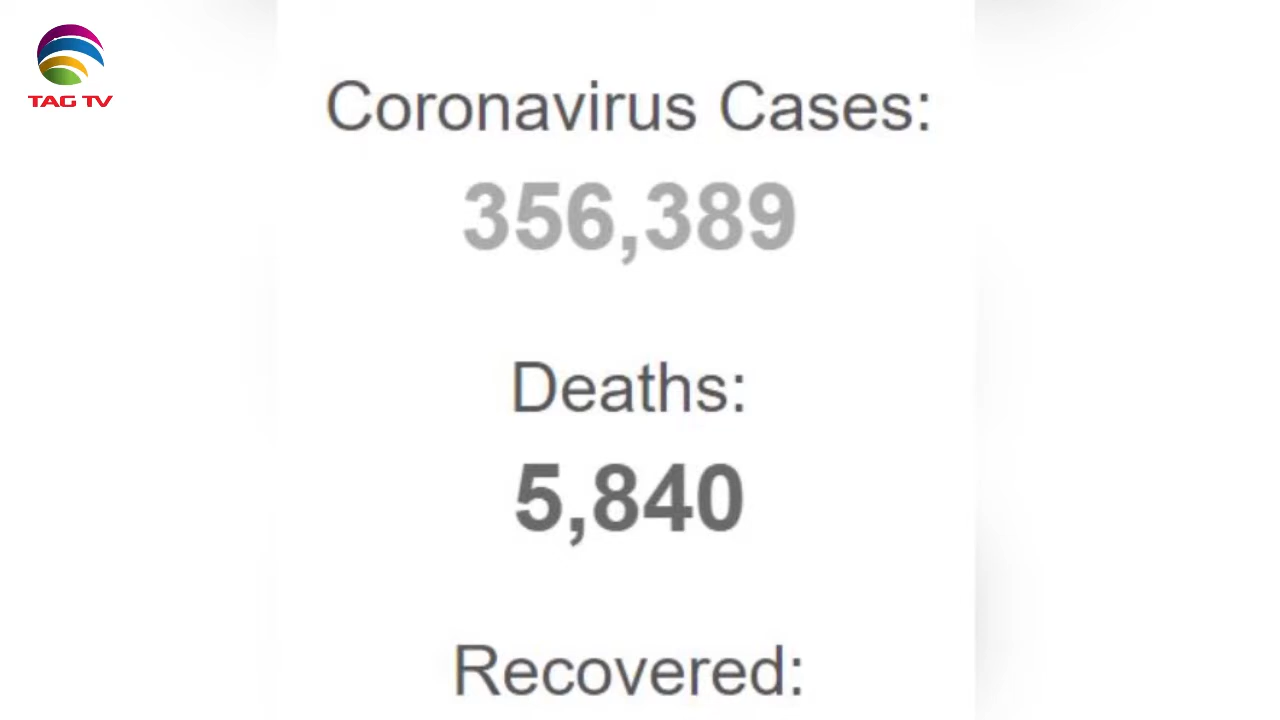 TAG TV
Coronavirus Cases:
356,389
Deaths:
5,840
Recovered: